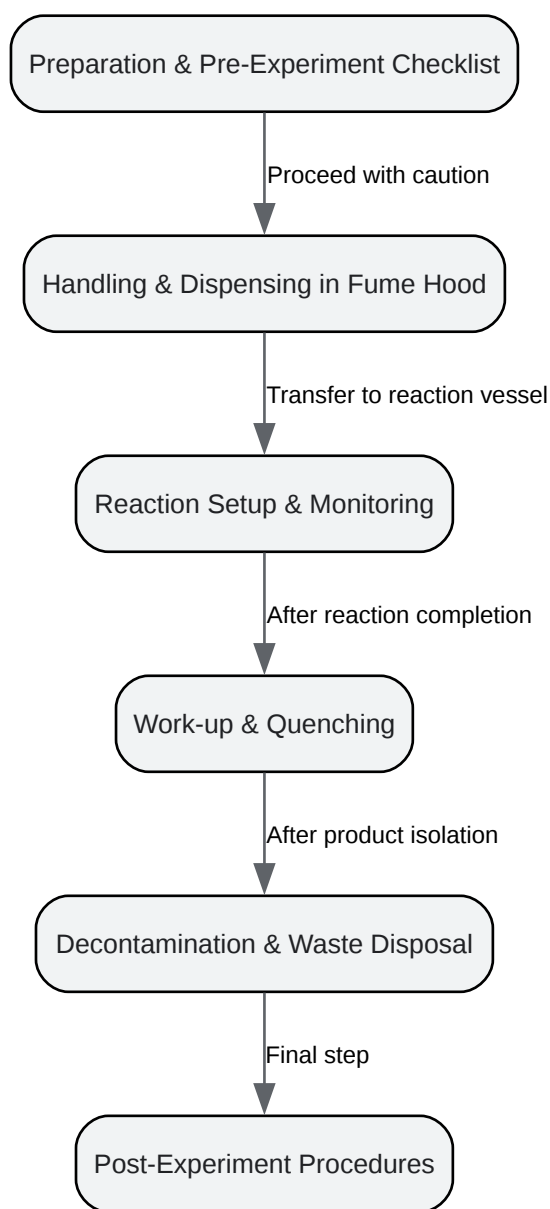 Preparation & Pre-Experiment Checklist
Proceed with caution
Handling & Dispensing in Fume Hood
Transfer to reaction vessel
Reaction Setup & Monitoring
After reaction completion
Work-up & Quenching
After product isolation
Decontamination & Waste Disposal
Final step
Post-Experiment Procedures